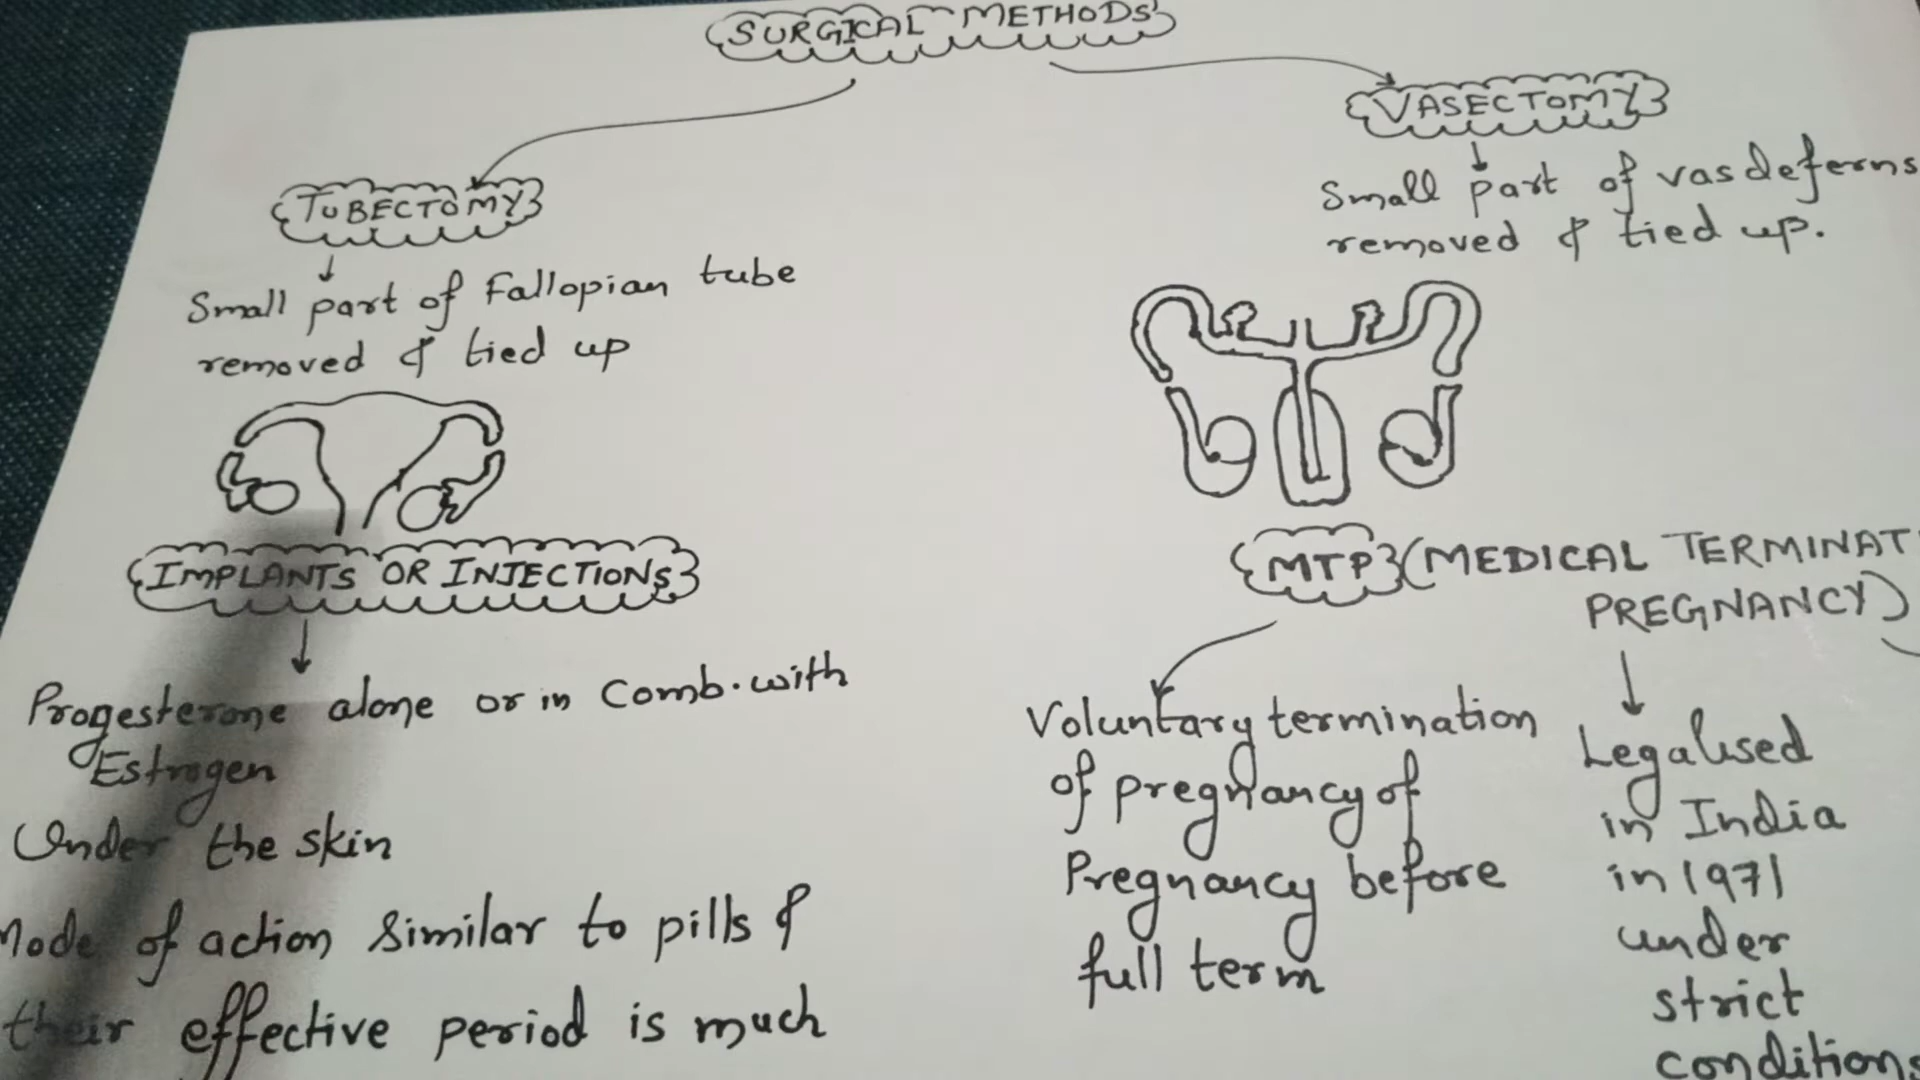 SURGICAL METHODS
TUBECTOMY
Small part of Fallopian tube
removed & tied up
VASECTOMY
Small part of vas deferns
removed & tied up.
IMPLANTS OR INJECTIONS
Progesterone alone or in Comb. with
Estrogen
Under the skin
Mode of action similar to pills &
their effective period is much
MTP (MEDICAL TERMINAT
PREGNANCY)
Voluntary termination
of pregnancy of
Pregnancy before
full term
Legalised
in India
in 1971
under
strict
conditions